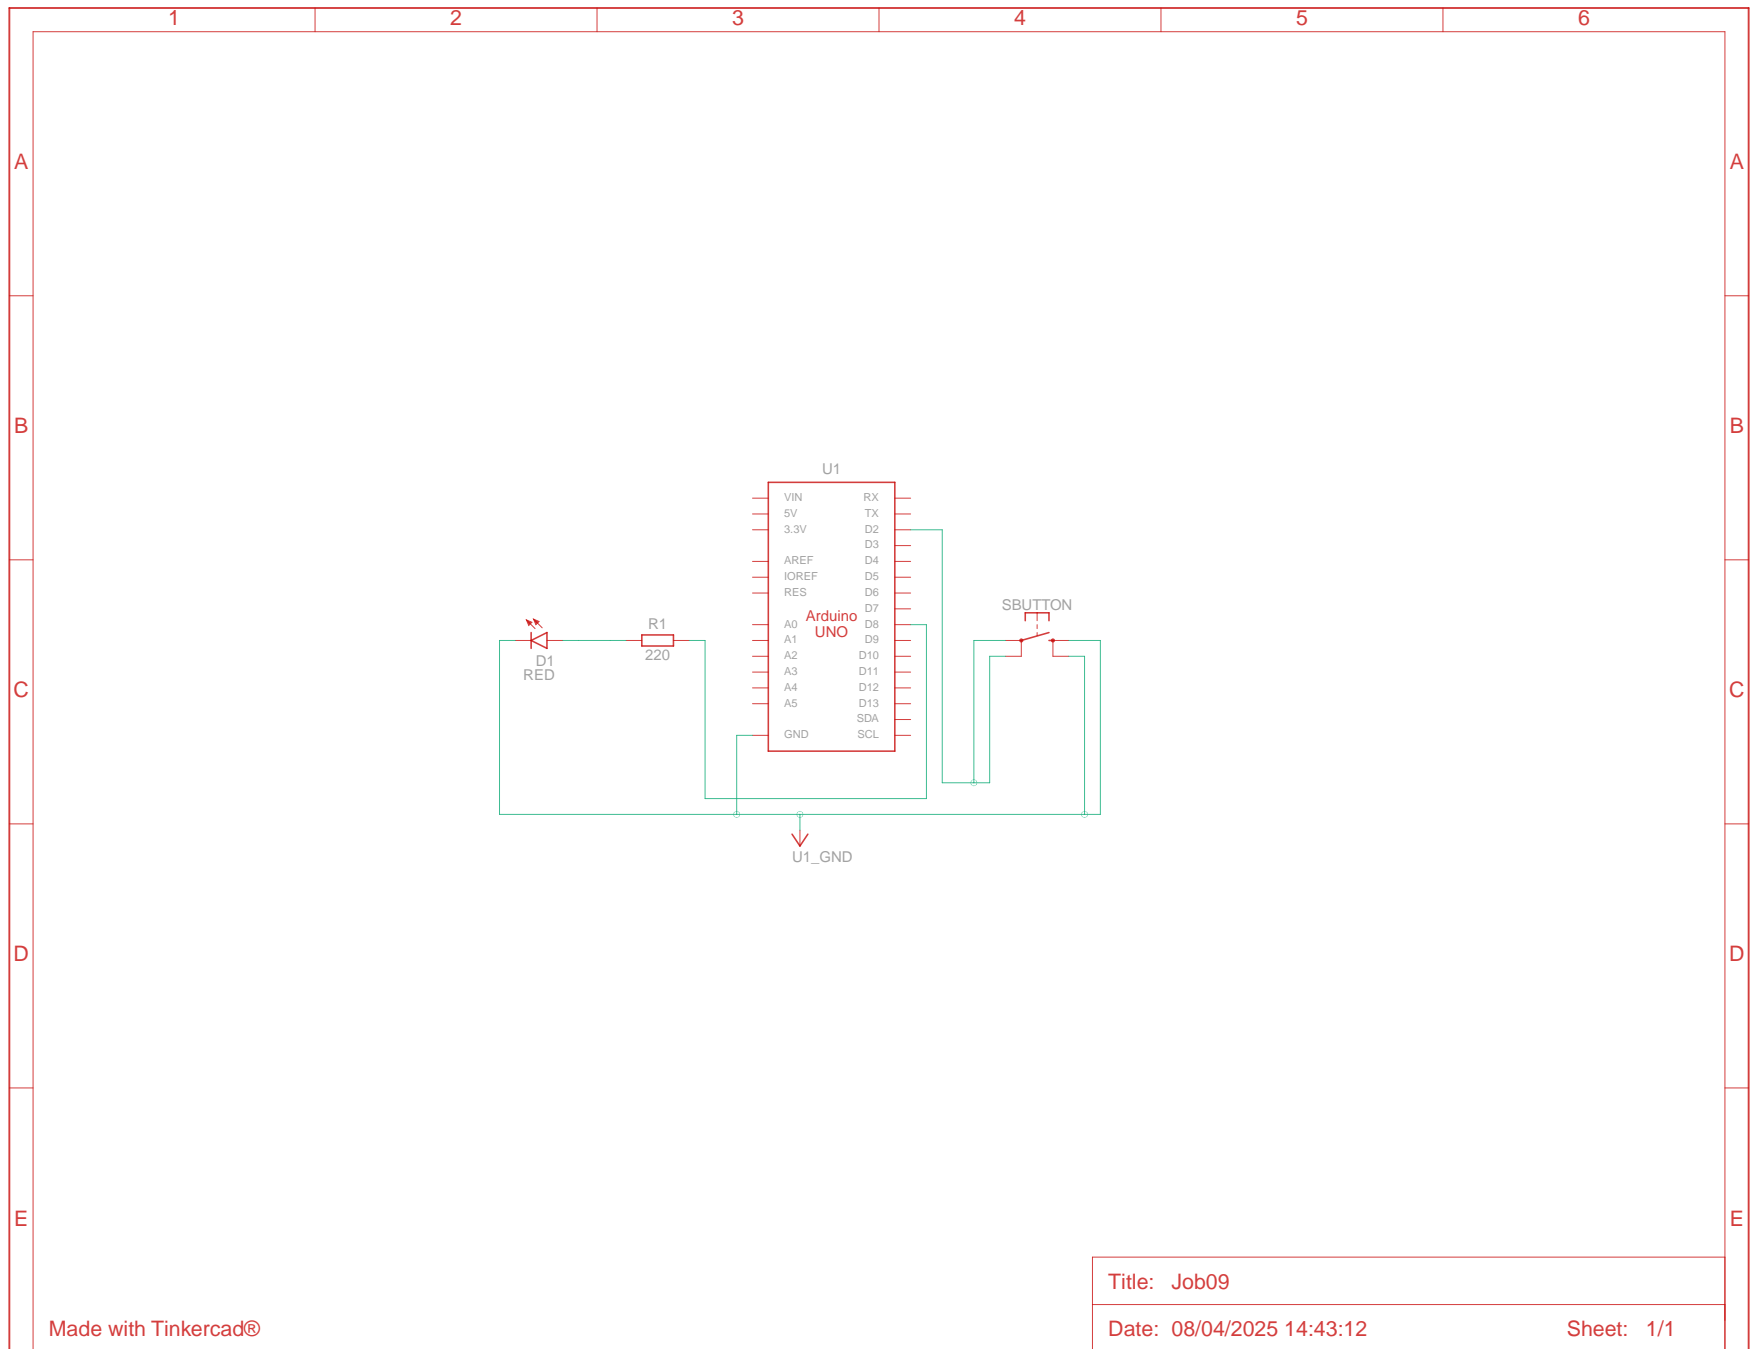 1 2 3 4 5 6
A A
B B
U1
VIN RX
5V TX
3.3V D2
D3
AREF D4
IOREF D5
RES D6
D7
Arduino
UNO
A0 D8
A1 D9
A2 D10
A3 D11
A4 D12
A5 D13
SDA
GND SCL
SBUTTON
R1
220
D1
RED
C C
U1_GND
D D
E E
Title: Job09
Made with Tinkercad®
Date: 08/04/2025 14:43:12 Sheet: 1/1